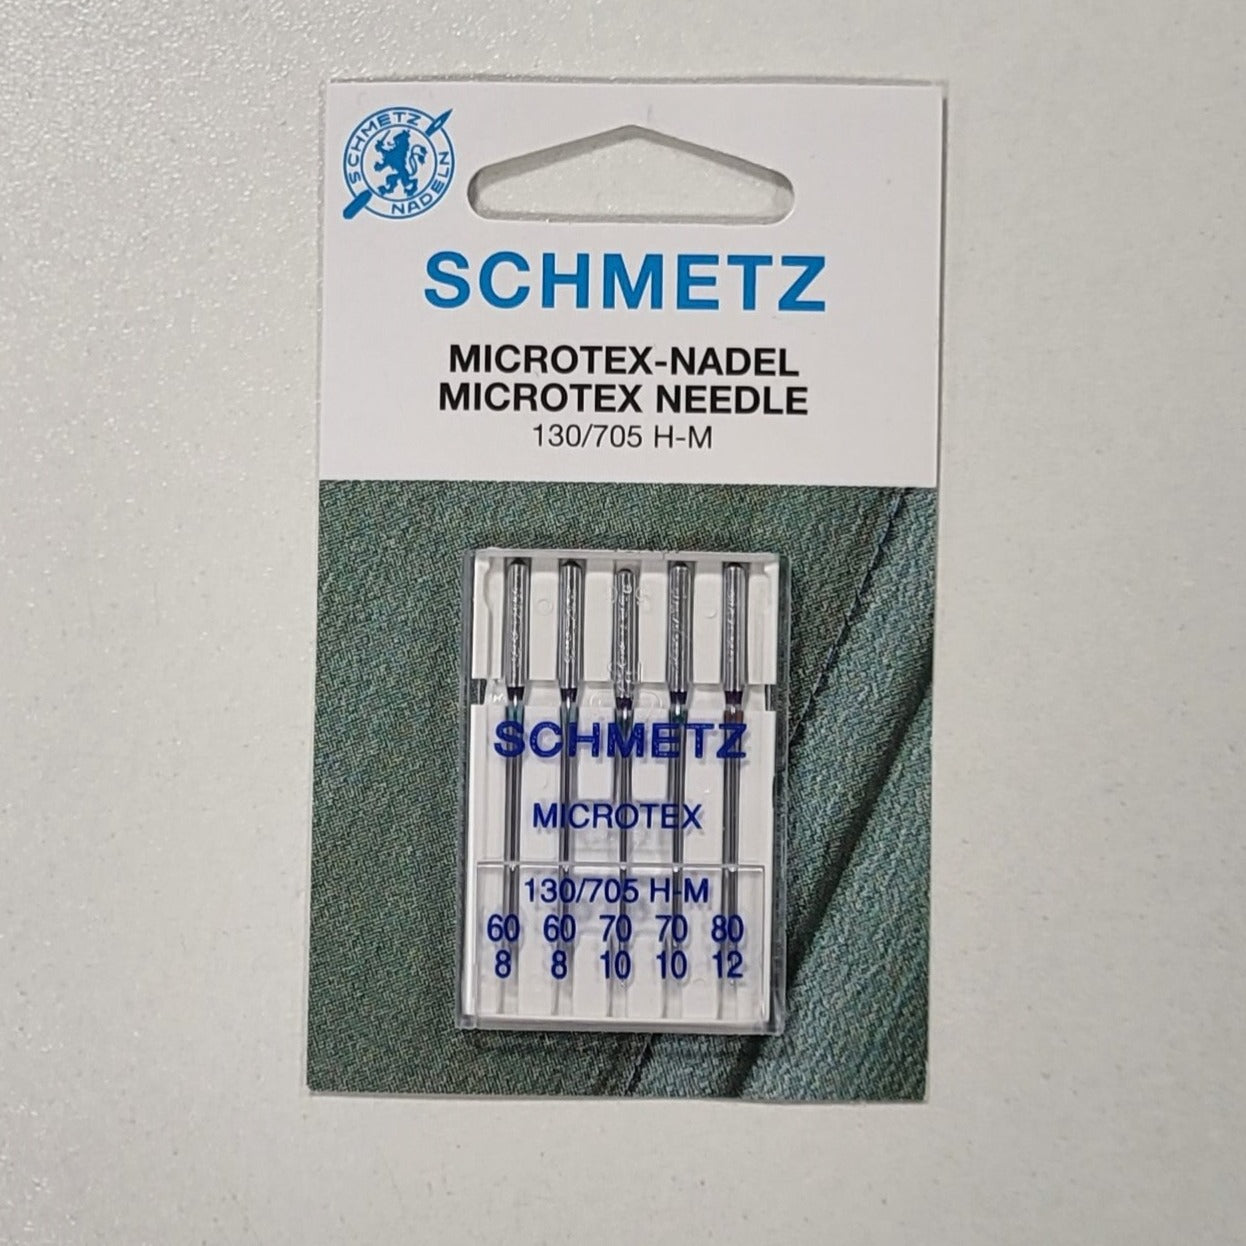 SCHMETZ
NADELN
SCHMETZ
MICROTEX-NADEL
MICROTEX NEEDLE
130/705 H-M
SCHMETZ
MICROTEX
130/705 H-M
60 60 70 70 80
8 8 10 10 12